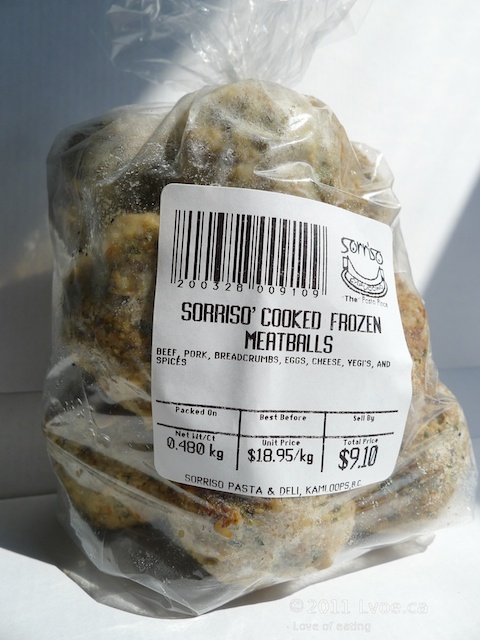 200328 009109
Sorriso
"The" Pasta Place
SORRISO' COOKED FROZEN
MEATBALLS
BEEF, PORK, BREADCRUMBS, EGGS, CHEESE, VEGI'S, AND
SPICES
Packed On Best Before Sell By
Net Wt/Ct Unit Price Total Price
0.480 kg $18.95/kg $9.10
SORRISO PASTA & DELI, KAMLOOPS,B.C.
©2011 Lyos.ca
- Love of eating